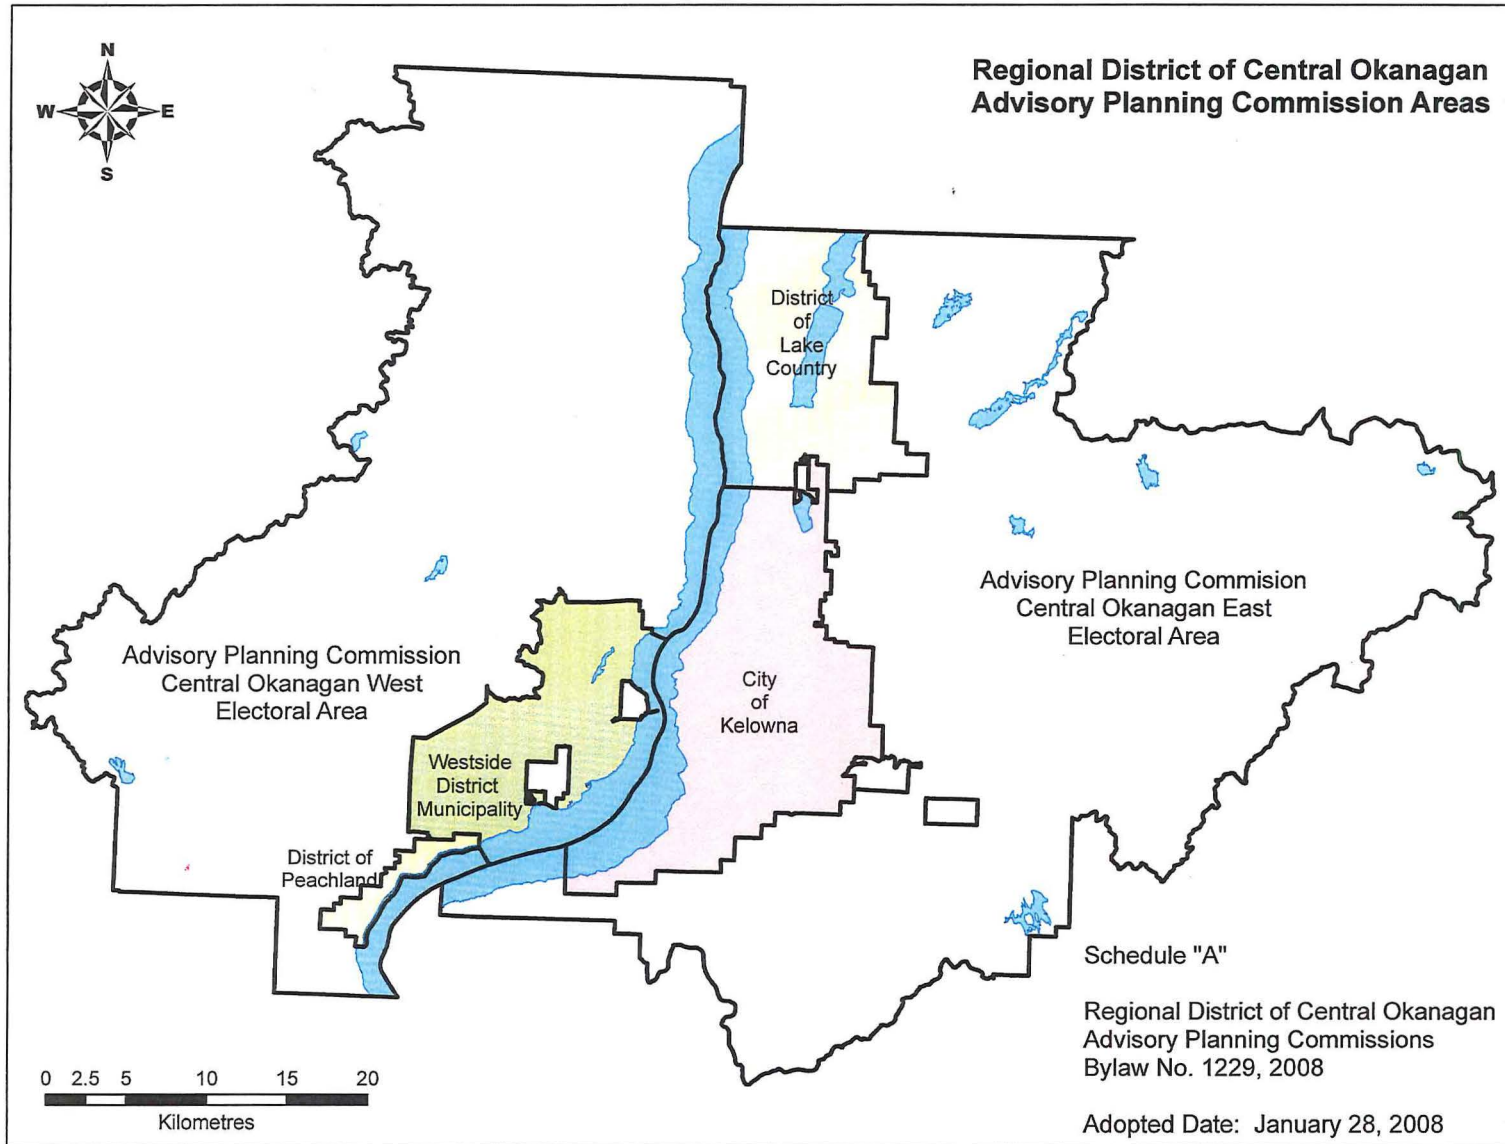 Regional District of Central Okanagan
Advisory Planning Commission Areas
N
W
E
S
District
of
Lake
Country
Advisory Planning Commision
Central Okanagan East
Electoral Area
Advisory Planning Commission
Central Okanagan West
Electoral Area
City
of
Kelowna
Westside
District
Municipality
District of
Peachland
Schedule "A"
Regional District of Central Okanagan
Advisory Planning Commissions
Bylaw No. 1229, 2008
Adopted Date: January 28, 2008
0 2.5 5 10 15 20
Kilometres